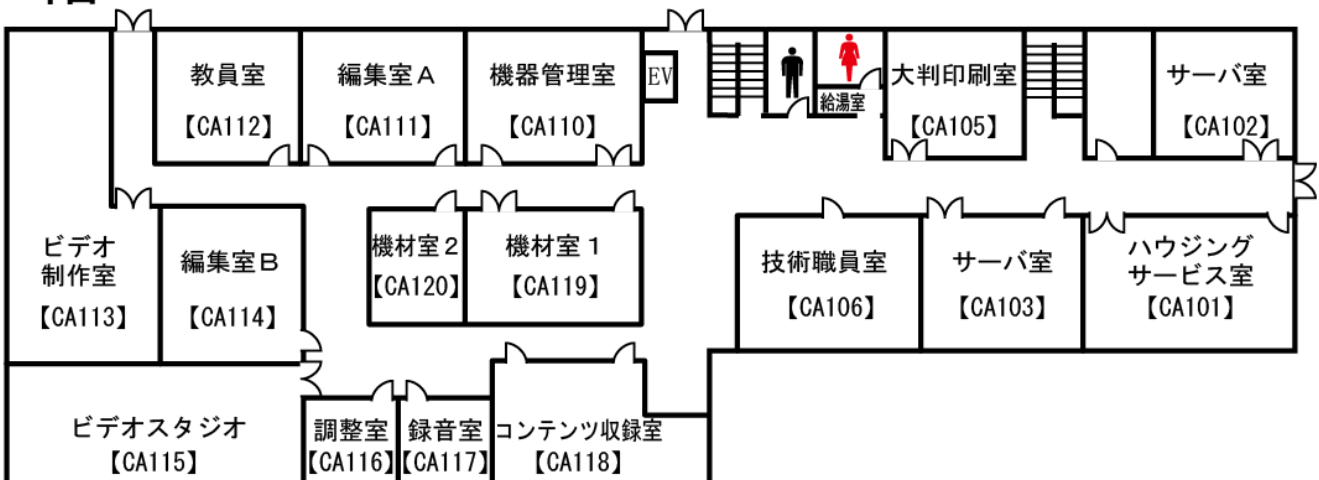 教員室
【CA112】
編集室A
【CA111】
機器管理室
【CA110】
EV
給湯室
大判印刷室
【CA105】
サーバ室
【CA102】
ビデオ
制作室
【CA113】
編集室B
【CA114】
機材室2
【CA120】
機材室1
【CA119】
技術職員室
【CA106】
サーバ室
【CA103】
ハウジング
サービス室
【CA101】
ビデオスタジオ
【CA115】
調整室
【CA116】
録音室
【CA117】
コンテンツ収録室
【CA118】